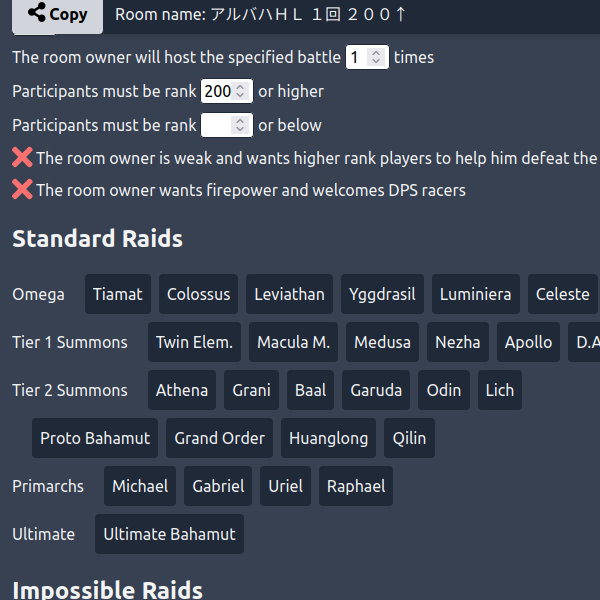 Copy Room name: アルバハＨＬ １回 ２００↑
The room owner will host the specified battle 1 times
Participants must be rank 200 or higher
Participants must be rank or below
The room owner is weak and wants higher rank players to help him defeat the
The room owner wants firepower and welcomes DPS racers
Standard Raids
Omega Tiamat Colossus Leviathan Yggdrasil Luminiera Celeste
Tier 1 Summons Twin Elem. Macula M. Medusa Nezha Apollo D.A
Tier 2 Summons Athena Grani Baal Garuda Odin Lich
Proto Bahamut Grand Order Huanglong Qilin
Primarchs Michael Gabriel Uriel Raphael
Ultimate Ultimate Bahamut
Impossible Raids